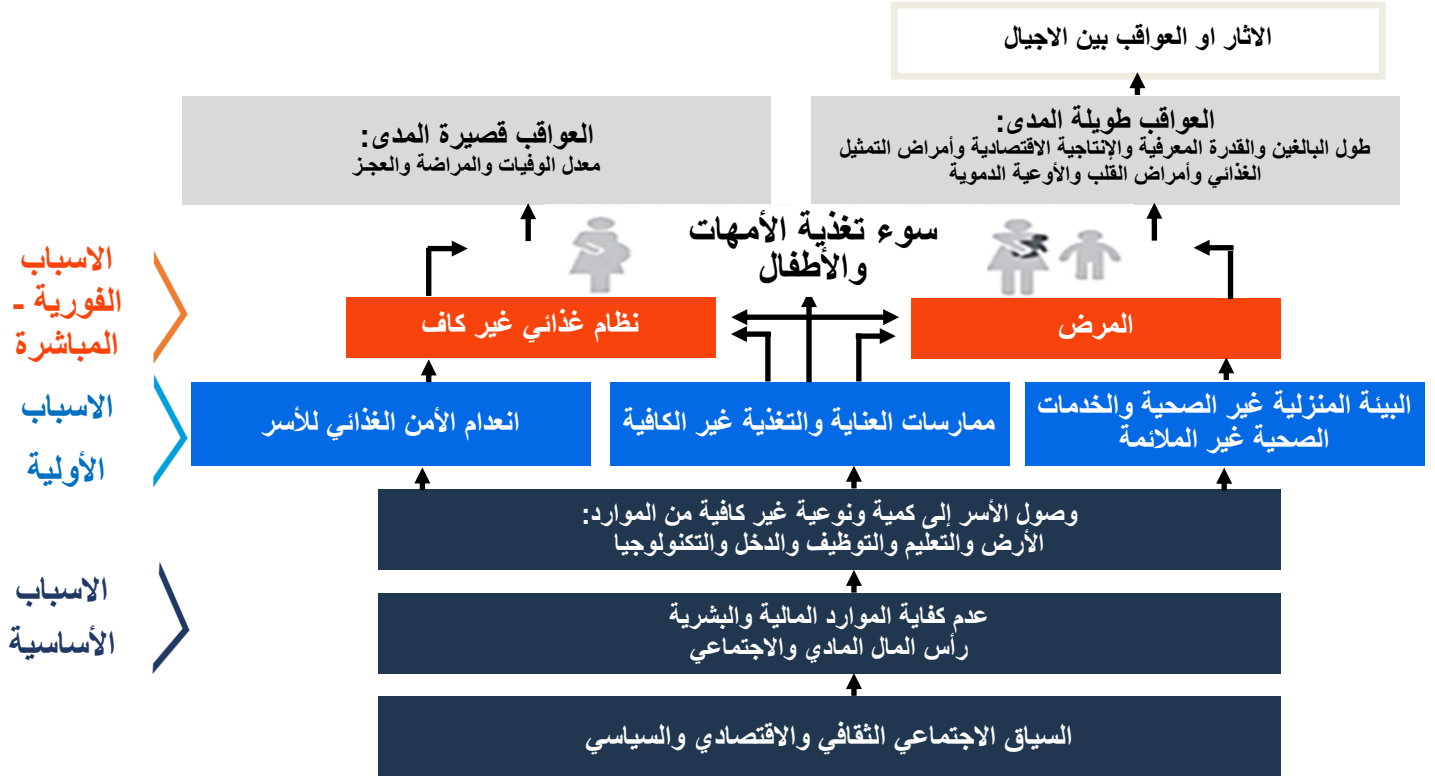 الاثار او العواقب بين الاجيال
العواقب طويلة المدى:
طول البالغين والقدرة المعرفية والإنتاجية الاقتصادية وأمراض التمثيل
الغذائي وأمراض القلب والأوعية الدموية
العواقب قصيرة المدى:
معدل الوفيات والمراضة والعجز
سوء تغذية الأمهات
والأطفال
الاسباب
الفورية -
المباشرة
المرض
نظام غذائي غير كاف
الاسباب
الأولية
البيئة المنزلية غير الصحية والخدمات
الصحية غير الملائمة
ممارسات العناية والتغذية غير الكافية
انعدام الأمن الغذائي للأسر
الاسباب
الأساسية
وصول الأسر إلى كمية ونوعية غير كافية من الموارد:
الأرض والتعليم والتوظيف والدخل والتكنولوجيا
عدم كفاية الموارد المالية والبشرية
رأس المال المادي والاجتماعي
السياق الاجتماعي الثقافي والاقتصادي والسياسي